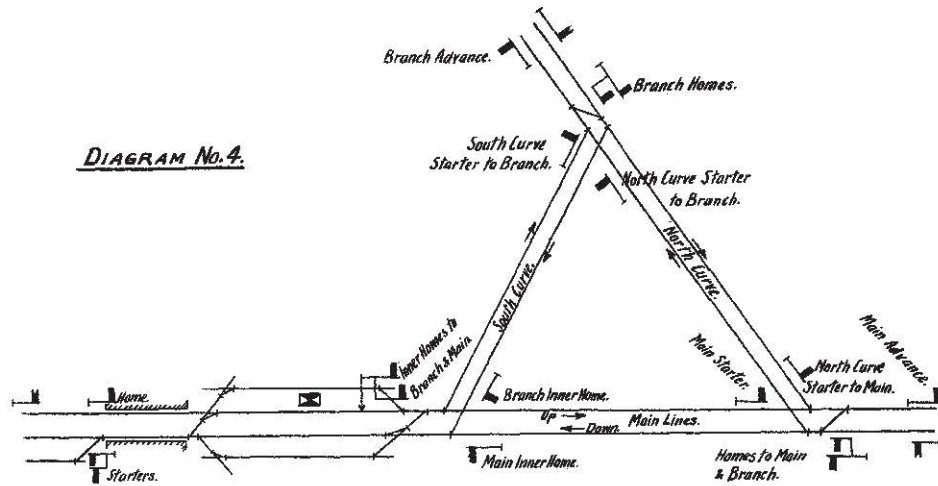 Branch Advance.
Branch Homes.
DIAGRAM No. 4.
South Curve
Starter to Branch.
North Curve Starter
to Branch.
North Curve.
South Curve.
Inner Homes to
Branch & Main.
Main Starter.
Main Advance.
North Curve
Starter to Main.
Home
Branch Inner Home.
Up
Main Lines.
Down
Main Inner Home.
Homes to Main
& Branch.
Starters.